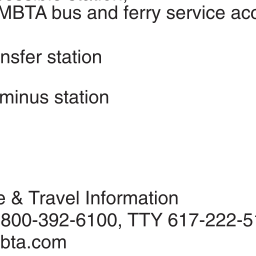 MBTA bus and ferry service acc
nsfer station
minus station
e & Travel Information
800-392-6100, TTY 617-222-51
bta.com